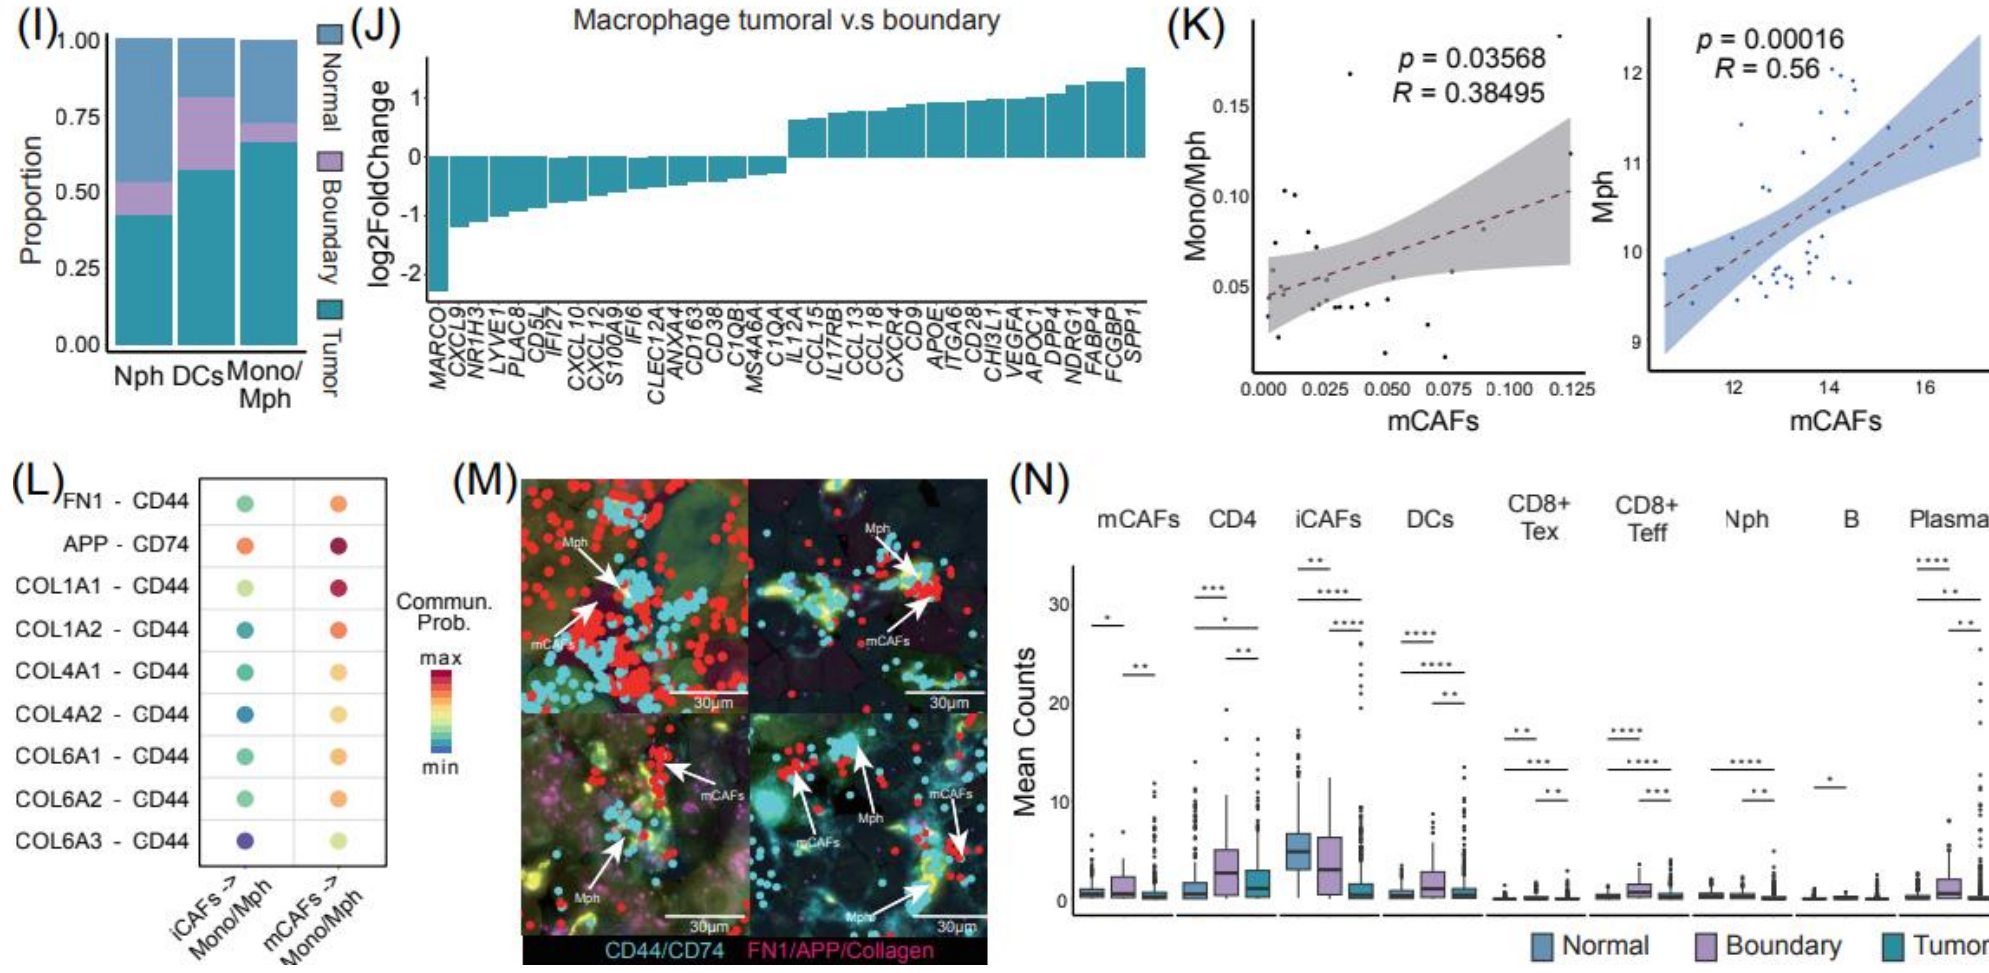 (I)
1.00
0.75
0.50
0.25
0.00
Proportion
Nph DCs Mono/
Mph
Normal
Boundary
Tumor
(J)
Macrophage tumoral v.s boundary
log2FoldChange
1
0
-1
-2
MARCO
CXCL9
NR1H3
LYVE1
PLAC8
CD5L
IFI27
CXCL10
CXCL12
S100A9
IFI6
CLEC12A
ANXA4
CD163
CD38
C1QB
MS4A6A
C1QA
IL12A
CCL15
IL17RB
CCL13
CCL18
CXCR4
CD9
APOE
ITGA6
CD28
CHI3L1
VEGFA
APOC1
DPP4
NDRG1
FABP4
FCGBP
SPP1
(K)
p = 0.03568
R = 0.38495
Mono/Mph
0.15
0.10
0.05
0.000 0.025 0.050 0.075 0.100 0.125
mCAFs
p = 0.00016
R = 0.56
Mph
12
11
10
9
12 14 16
mCAFs
(L)
FN1 - CD44
APP - CD74
COL1A1 - CD44
COL1A2 - CD44
COL4A1 - CD44
COL4A2 - CD44
COL6A1 - CD44
COL6A2 - CD44
COL6A3 - CD44
iCAFs ->
Mono/Mph
mCAFs ->
Mono/Mph
Commun.
Prob.
max
min
(M)
Mph
mCAFs
30μm
Mph
mCAFs
30μm
mCAFs
Mph
30μm
mCAFs
Mph
mCAFs
Mph
30μm
CD44/CD74 FN1/APP/Collagen
(N)
mCAFs CD4 iCAFs DCs CD8+
Tex CD8+
Teff Nph B Plasma
Mean Counts
30
20
10
0
* **
*** * **
** **** ****
**** **** **
** *** **
**** **** ***
**** **
*
**** ** **
Normal Boundary Tumor